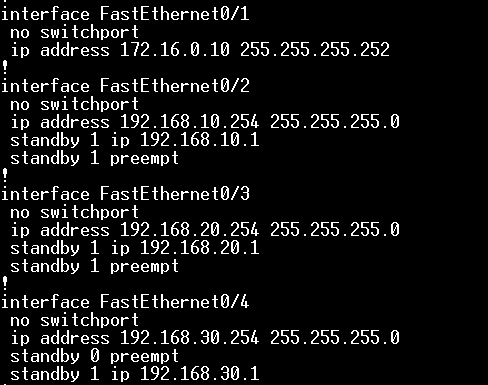 interface FastEthernet0/1
 no switchport
 ip address 172.16.0.10 255.255.255.252
!
interface FastEthernet0/2
 no switchport
 ip address 192.168.10.254 255.255.255.0
 standby 1 ip 192.168.10.1
 standby 1 preempt
!
interface FastEthernet0/3
 no switchport
 ip address 192.168.20.254 255.255.255.0
 standby 1 ip 192.168.20.1
 standby 1 preempt
!
interface FastEthernet0/4
 no switchport
 ip address 192.168.30.254 255.255.255.0
 standby 0 preempt
 standby 1 ip 192.168.30.1